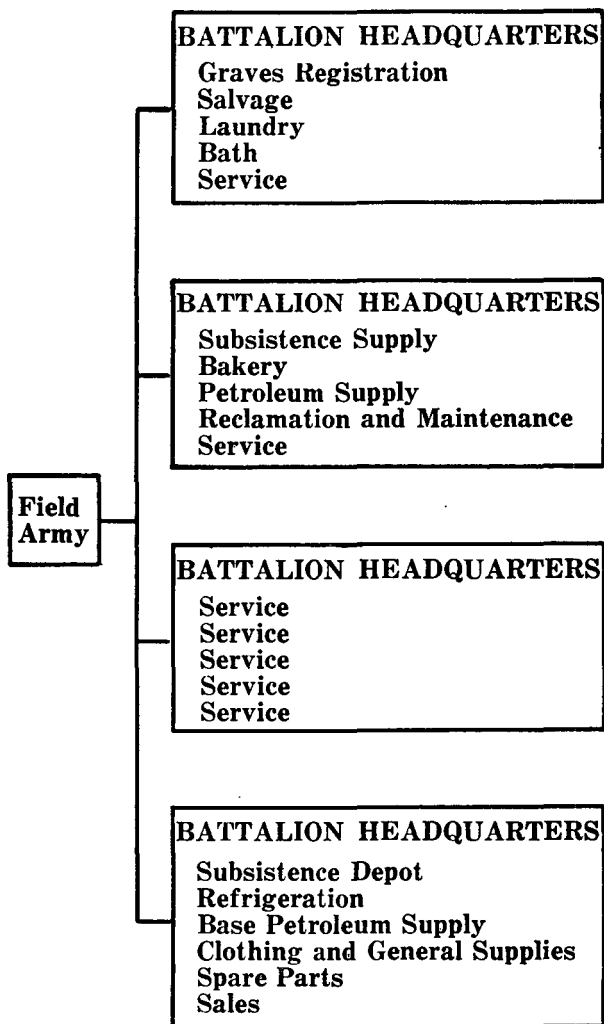 BATTALION HEADQUARTERS
Graves Registration
Salvage
Laundry
Bath
Service
BATTALION HEADQUARTERS
Subsistence Supply
Bakery
Petroleum Supply
Reclamation and Maintenance
Service
Field
Army
BATTALION HEADQUARTERS
Service
Service
Service
Service
Service
BATTALION HEADQUARTERS
Subsistence Depot
Refrigeration
Base Petroleum Supply
Clothing and General Supplies
Spare Parts
Sales